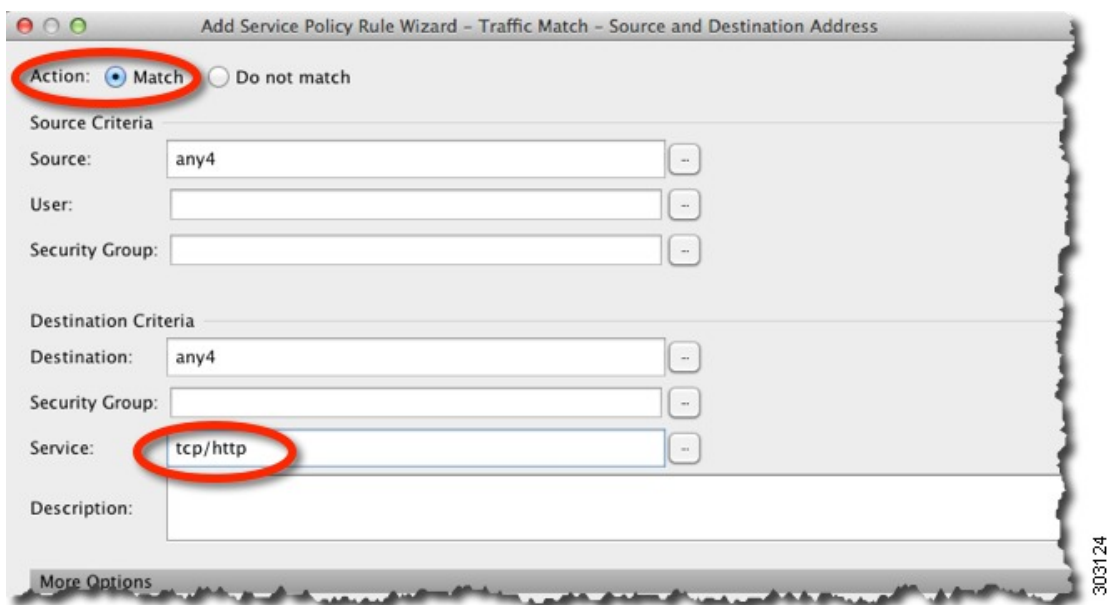 Add Service Policy Rule Wizard – Traffic Match – Source and Destination Address
Action: Match Do not match
Source Criteria
Source: any4 ...
User: ...
Security Group: ...
Destination Criteria
Destination: any4 ...
Security Group: ...
Service: tcp/http ...
Description:
More Options
303124